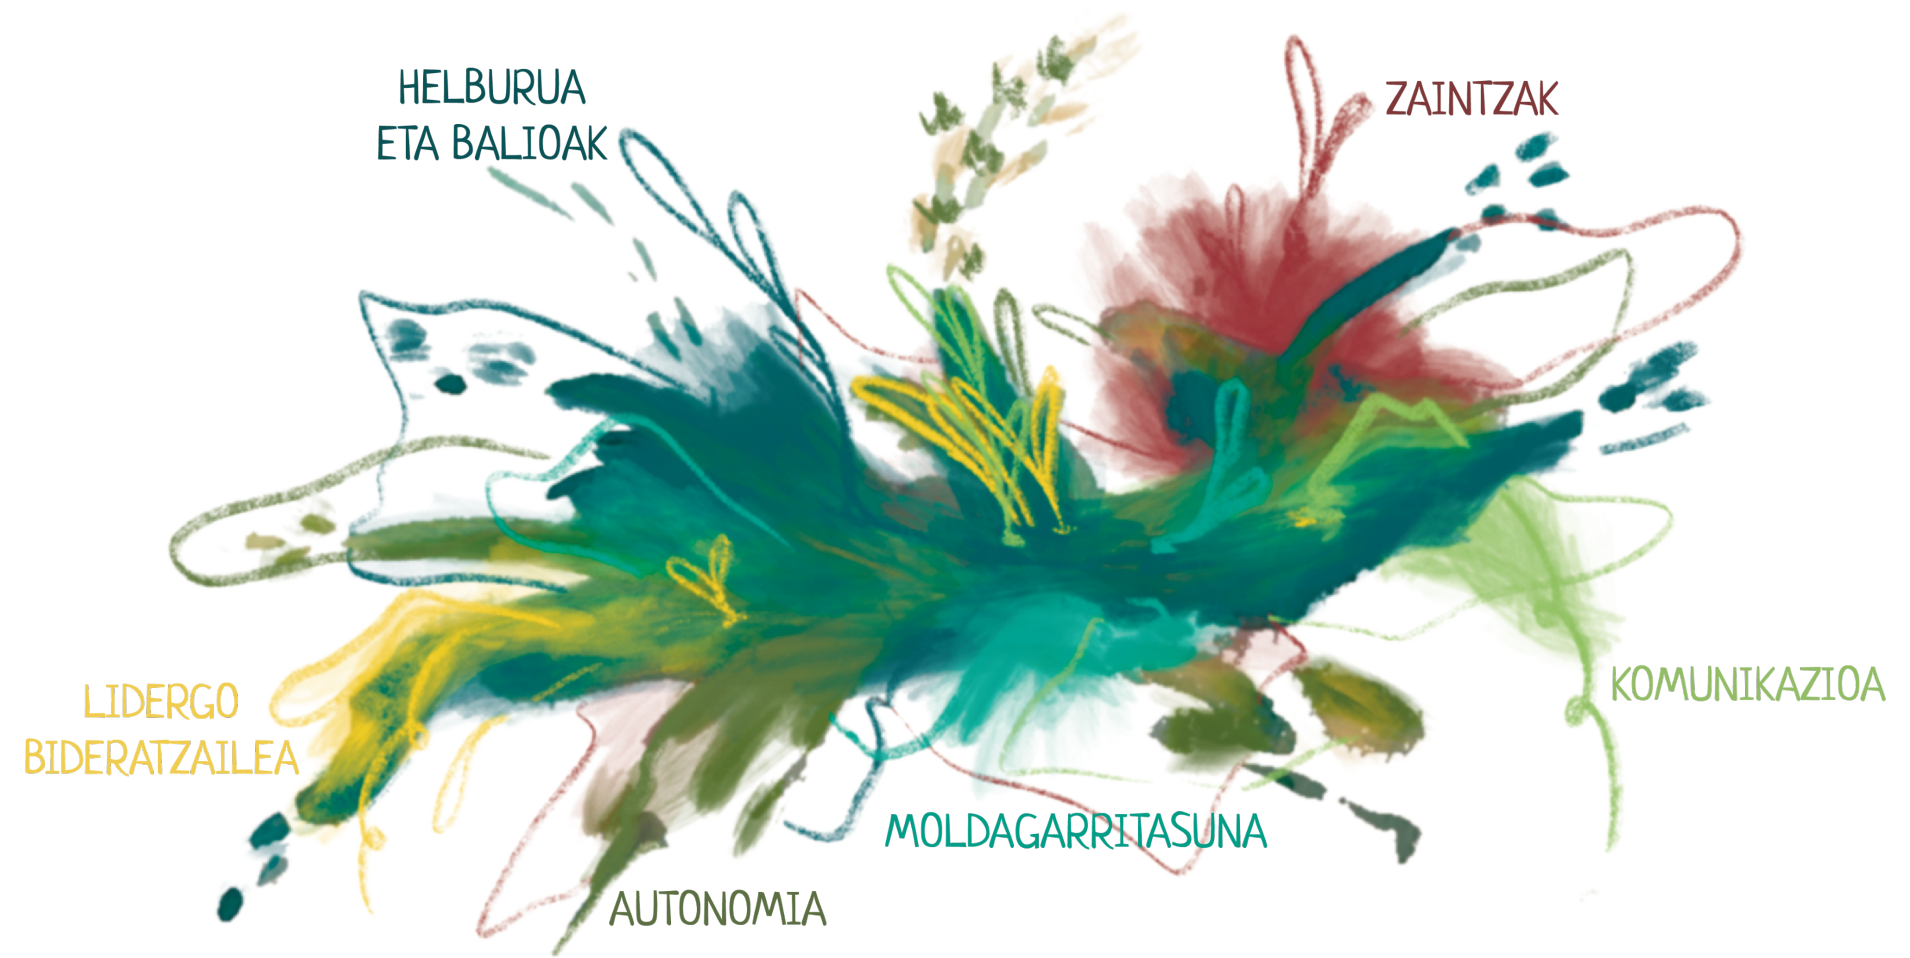 HELBURUA
ETA BALIOAK
ZAINTZAK
LIDERGO
BIDERATZAILEA
KOMUNIKAZIOA
MOLDAGARRITASUNA
AUTONOMIA